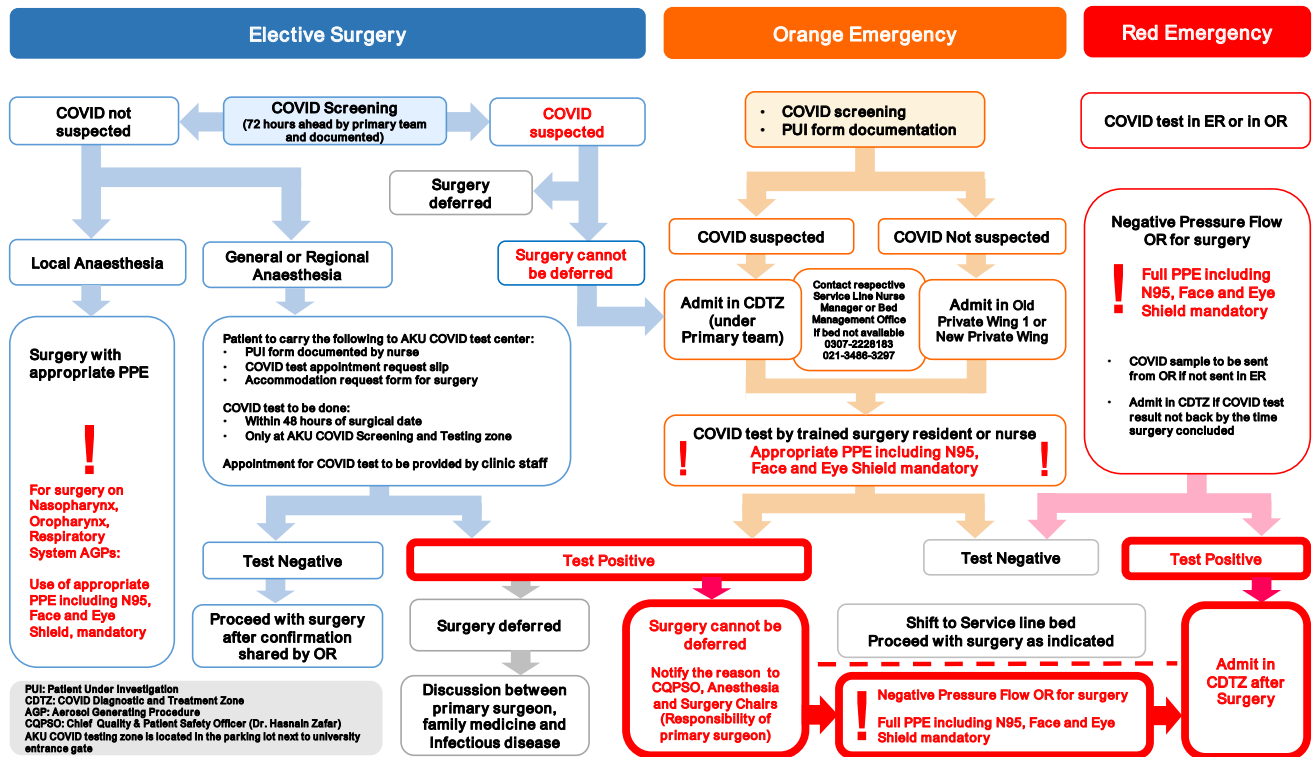 Elective Surgery
Orange Emergency
Red Emergency
COVID not
suspected
COVID Screening
(72 hours ahead by primary team
and documented)
COVID
suspected
• COVID screening
• PUI form documentation
COVID test in ER or in OR
Surgery
deferred
Local Anaesthesia
General or Regional
Anaesthesia
Surgery cannot
be deferred
COVID suspected
COVID Not suspected
Admit in CDTZ
(under
Primary team)
Contact respective
Service Line Nurse
Manager or Bed
Management Office
If bed not available
0307-2228183
021-3486-3297
Admit in Old
Private Wing 1 or
New Private Wing
Negative Pressure Flow
OR for surgery
!
Full PPE including
N95, Face and Eye
Shield mandatory
• COVID sample to be sent
from OR if not sent in ER
• Admit in CDTZ if COVID test
result not back by the time
surgery concluded
Surgery with
appropriate PPE
!
For surgery on
Nasopharynx,
Oropharynx,
Respiratory
System AGPs:
Use of appropriate
PPE including N95,
Face and Eye
Shield, mandatory
Patient to carry the following to AKU COVID test center:
• PUI form documented by nurse
• COVID test appointment request slip
• Accommodation request form for surgery
COVID test to be done:
• Within 48 hours of surgical date
• Only at AKU COVID Screening and Testing zone
Appointment for COVID test to be provided by clinic staff
COVID test by trained surgery resident or nurse
! Appropriate PPE including N95, !
Face and Eye Shield mandatory
Test Negative
Test Positive
Test Negative
Test Positive
Proceed with surgery
after confirmation
shared by OR
Surgery deferred
Discussion between
primary surgeon,
family medicine and
Infectious disease
Surgery cannot be
deferred
Notify the reason to
CQPSO, Anesthesia
and Surgery Chairs
(Responsibility of
primary surgeon)
Shift to Service line bed
Proceed with surgery as indicated
!
Negative Pressure Flow OR for surgery
Full PPE including N95, Face and Eye
Shield mandatory
Admit in
CDTZ after
Surgery
PUI: Patient Under Investigation
CDTZ: COVID Diagnostic and Treatment Zone
AGP: Aerosol Generating Procedure
CQPSO: Chief Quality & Patient Safety Officer (Dr. Hasnain Zafar)
AKU COVID testing zone is located in the parking lot next to university
entrance gate